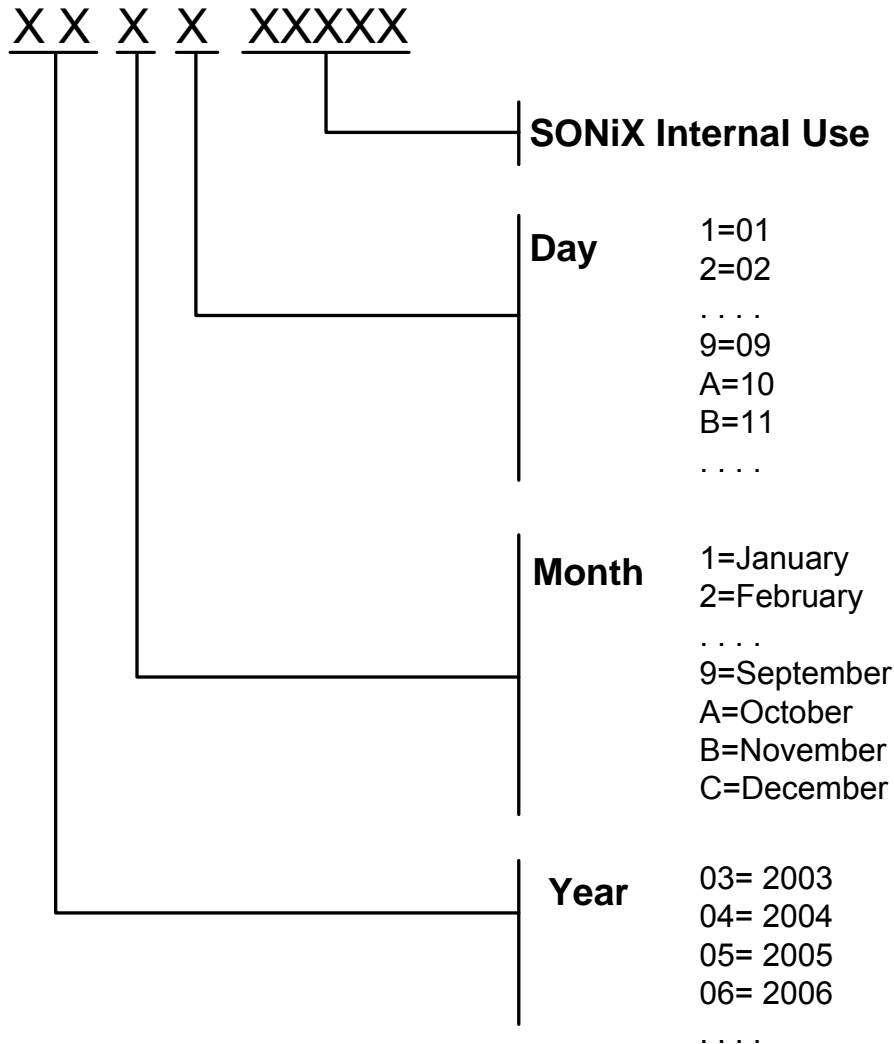 X X X X XXXXX
SONiX Internal Use
Day
1=01
2=02
. . . .
9=09
A=10
B=11
. . . .
Month
1=January
2=February
. . . .
9=September
A=October
B=November
C=December
Year
03= 2003
04= 2004
05= 2005
06= 2006
. . . .